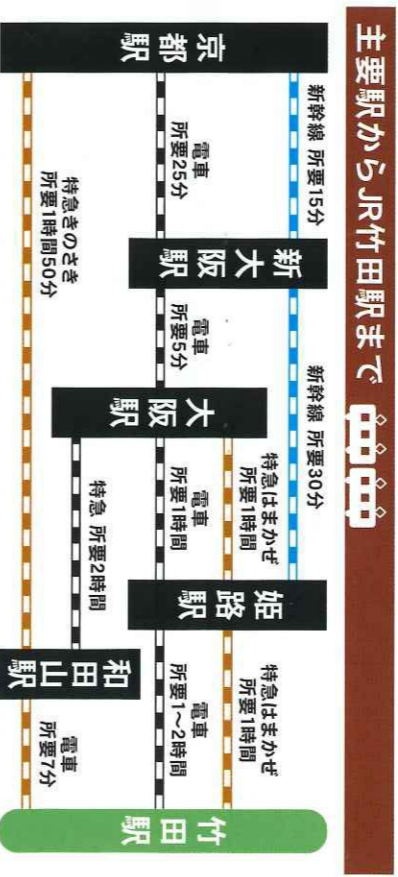 主要駅からJR竹田駅まで
京都駅
新幹線 所要15分
電車
所要25分
特急きのさき
所要1時間50分
新大阪駅
新幹線 所要30分
電車
所要5分
大阪駅
特急はまかぜ
所要1時間
電車
所要1時間
特急 所要2時間
姫路駅
特急はまかぜ
所要1時間
電車
所要1~2時間
和田山駅
電車
所要7分
竹田駅